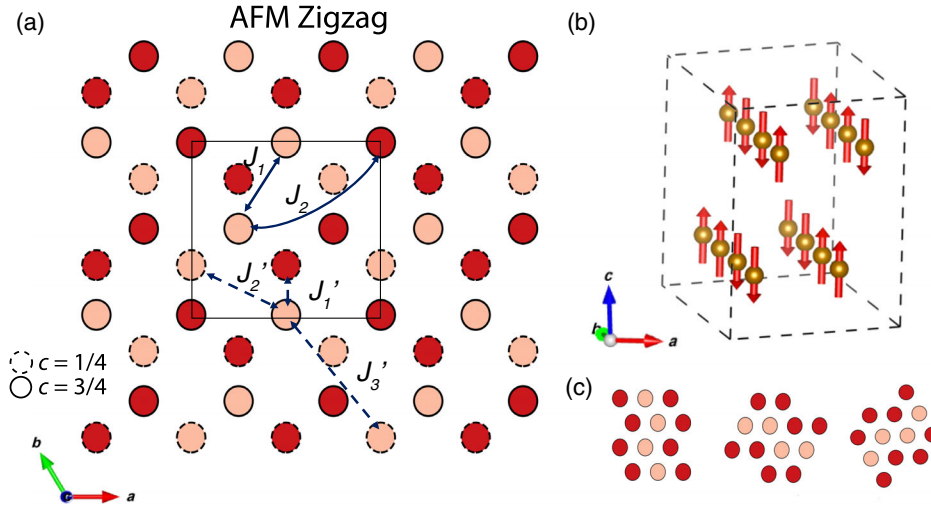 AFM Zigzag
(a)
J1
J2
J2'
J1'
J3'
c = 1/4
c = 3/4
b
c
a
(b)
c
b
a
(c)